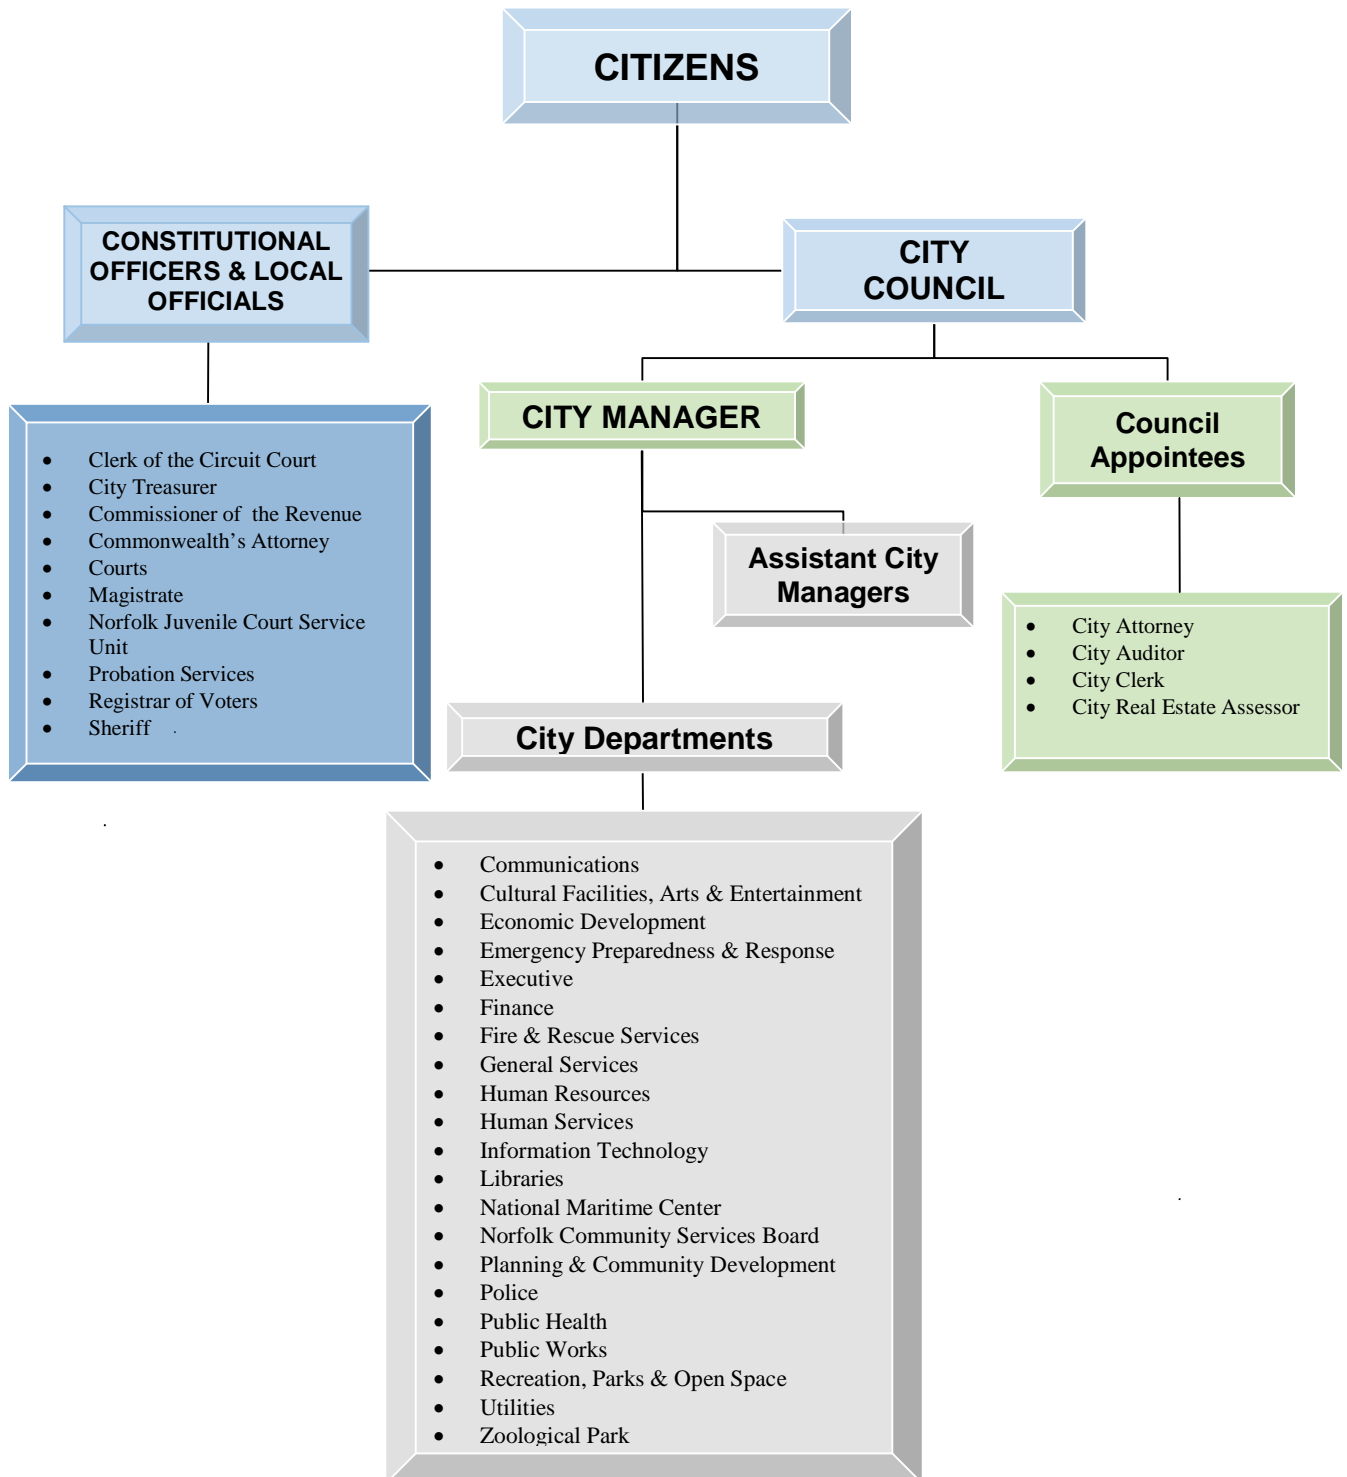 CITIZENS
CONSTITUTIONAL
OFFICERS & LOCAL
OFFICIALS
CITY
COUNCIL
CITY MANAGER
Council
Appointees
Assistant City
Managers
• Clerk of the Circuit Court
• City Treasurer
• Commissioner of the Revenue
• Commonwealth’s Attorney
• Courts
• Magistrate
• Norfolk Juvenile Court Service
Unit
• Probation Services
• Registrar of Voters
• Sheriff
• City Attorney
• City Auditor
• City Clerk
• City Real Estate Assessor
City Departments
• Communications
• Cultural Facilities, Arts & Entertainment
• Economic Development
• Emergency Preparedness & Response
• Executive
• Finance
• Fire & Rescue Services
• General Services
• Human Resources
• Human Services
• Information Technology
• Libraries
• National Maritime Center
• Norfolk Community Services Board
• Planning & Community Development
• Police
• Public Health
• Public Works
• Recreation, Parks & Open Space
• Utilities
• Zoological Park